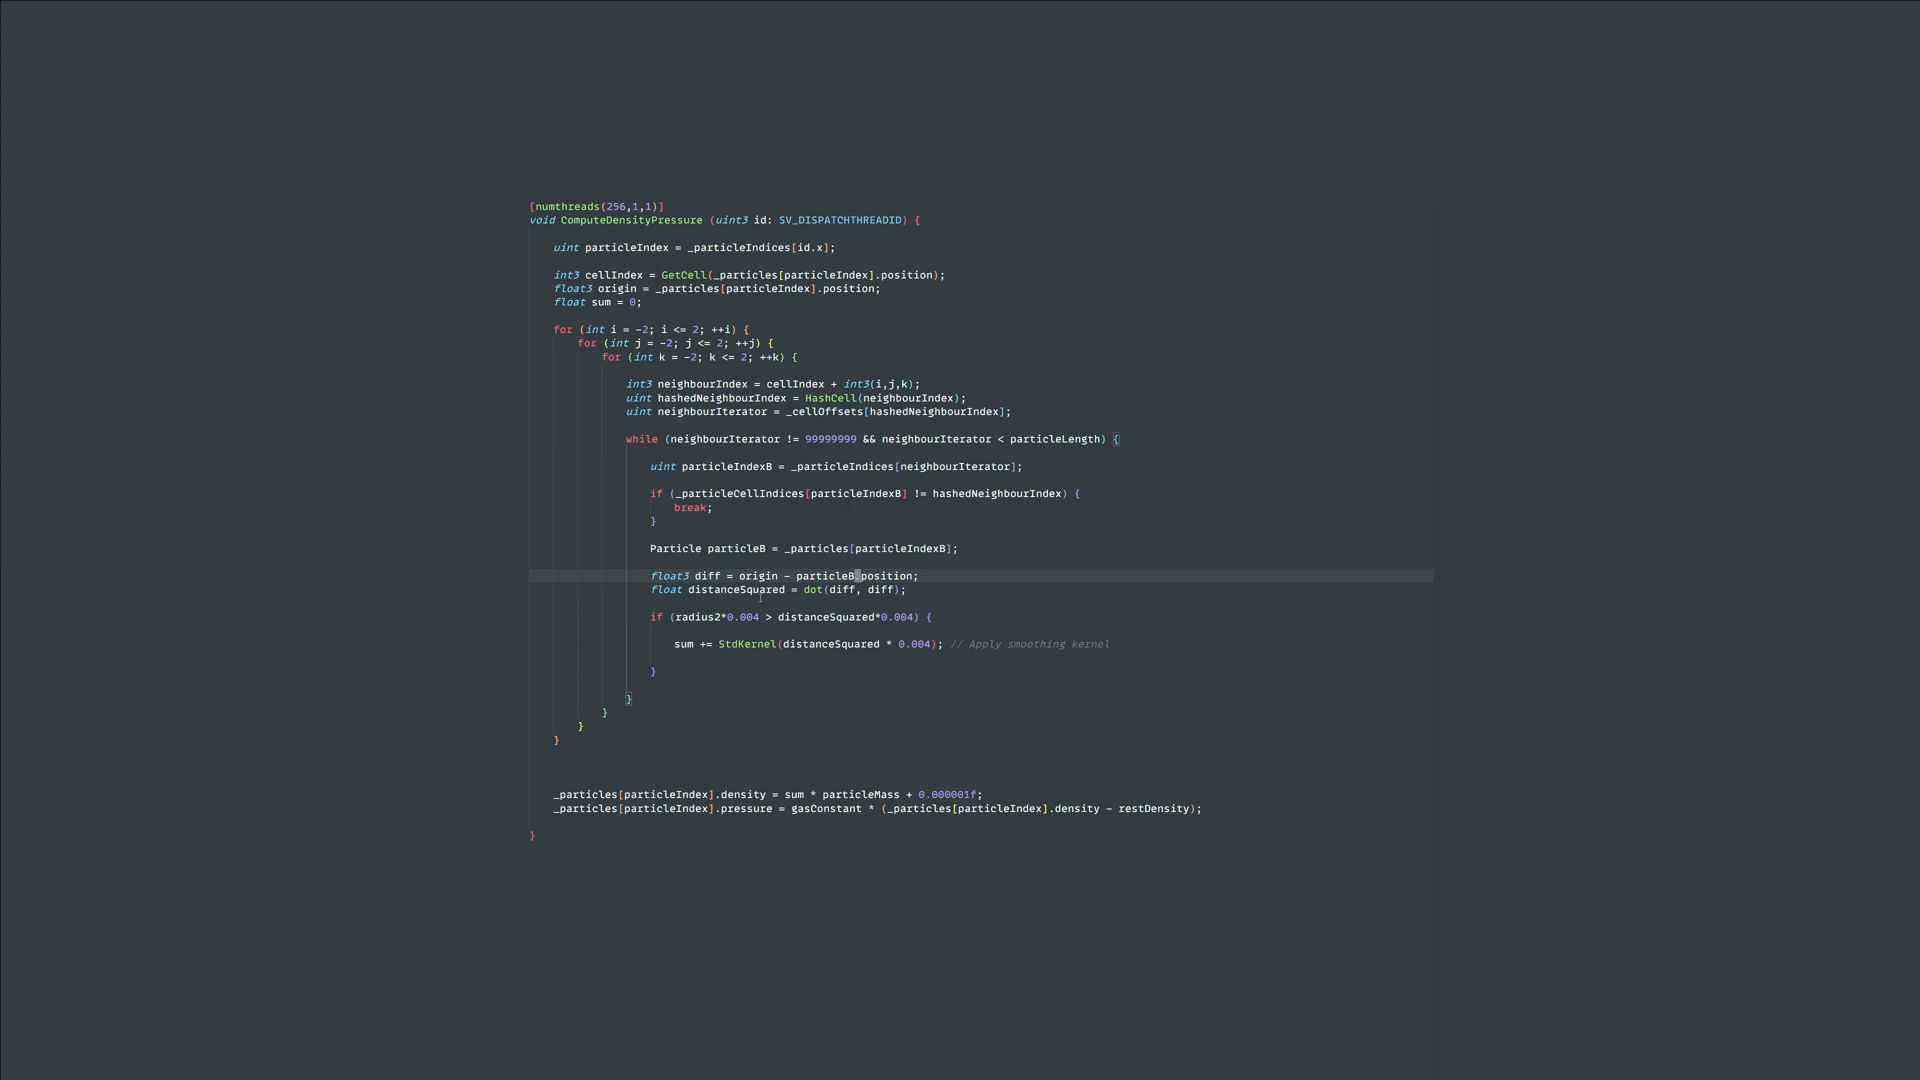 [numthreads(256,1,1)]
void ComputeDensityPressure (uint3 id: SV_DISPATCHTHREADID) {
uint particleIndex = _particleIndices[id.x];
int3 cellIndex = GetCell(_particles[particleIndex].position);
float3 origin = _particles[particleIndex].position;
float sum = 0;
for (int i = -2; i <= 2; ++i) {
for (int j = -2; j <= 2; ++j) {
for (int k = -2; k <= 2; ++k) {
int3 neighbourIndex = cellIndex + int3(i,j,k);
uint hashedNeighbourIndex = HashCell(neighbourIndex);
uint neighbourIterator = _cellOffsets[hashedNeighbourIndex];
while (neighbourIterator != 99999999 && neighbourIterator < particleLength) {
uint particleIndexB = _particleIndices[neighbourIterator];
if (_particleCellIndices[particleIndexB] != hashedNeighbourIndex) {
break;
}
Particle particleB = _particles[particleIndexB];
float3 diff = origin - particleB.position;
float distanceSquared = dot(diff, diff);
if (radius2*0.004 > distanceSquared*0.004) {
sum += StdKernel(distanceSquared * 0.004); // Apply smoothing kernel
}
}
}
}
}
_particles[particleIndex].density = sum * particleMass + 0.000001f;
_particles[particleIndex].pressure = gasConstant * (_particles[particleIndex].density - restDensity);
}